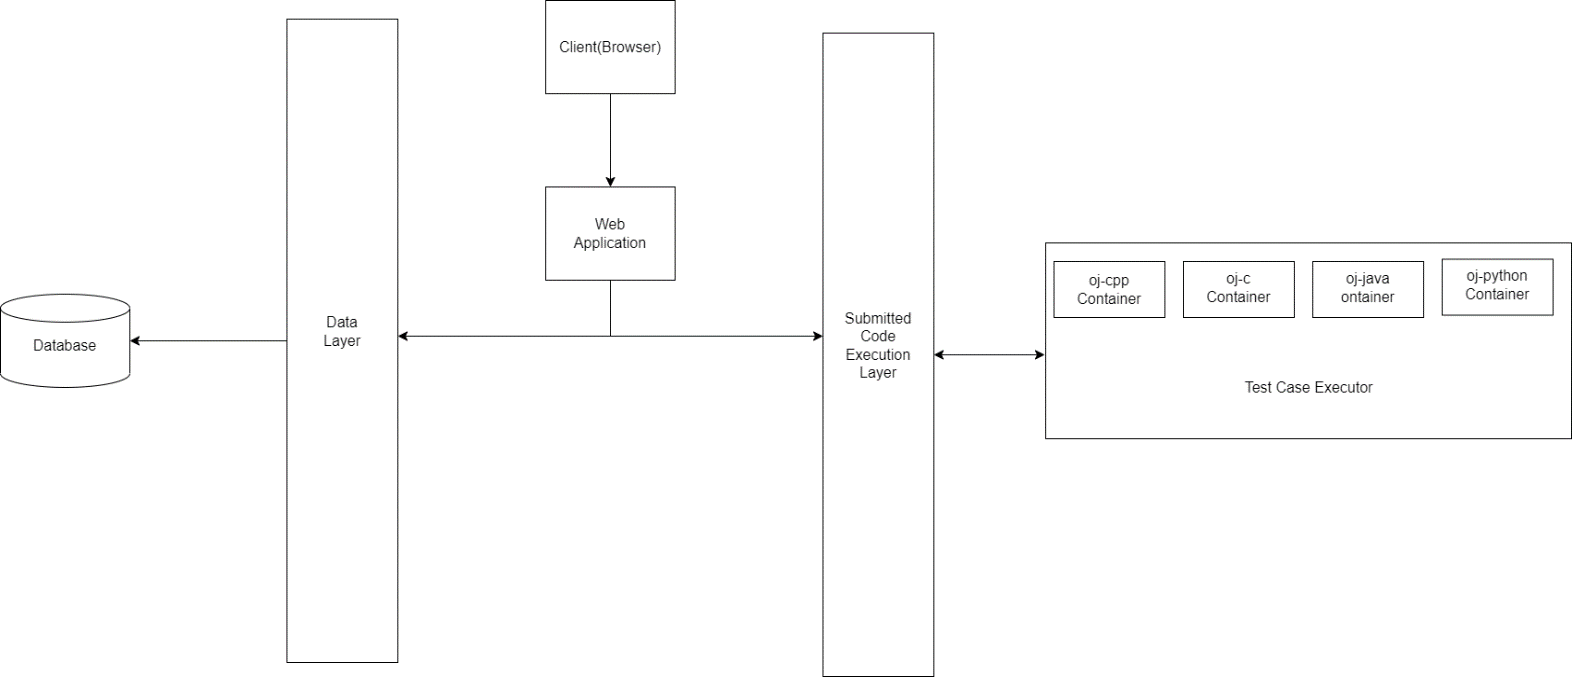 Client(Browser)
Web
Application
Database
Data
Layer
Submitted
Code
Execution
Layer
oj-cpp
Container
oj-c
Container
oj-java
ontainer
oj-python
Container
Test Case Executor